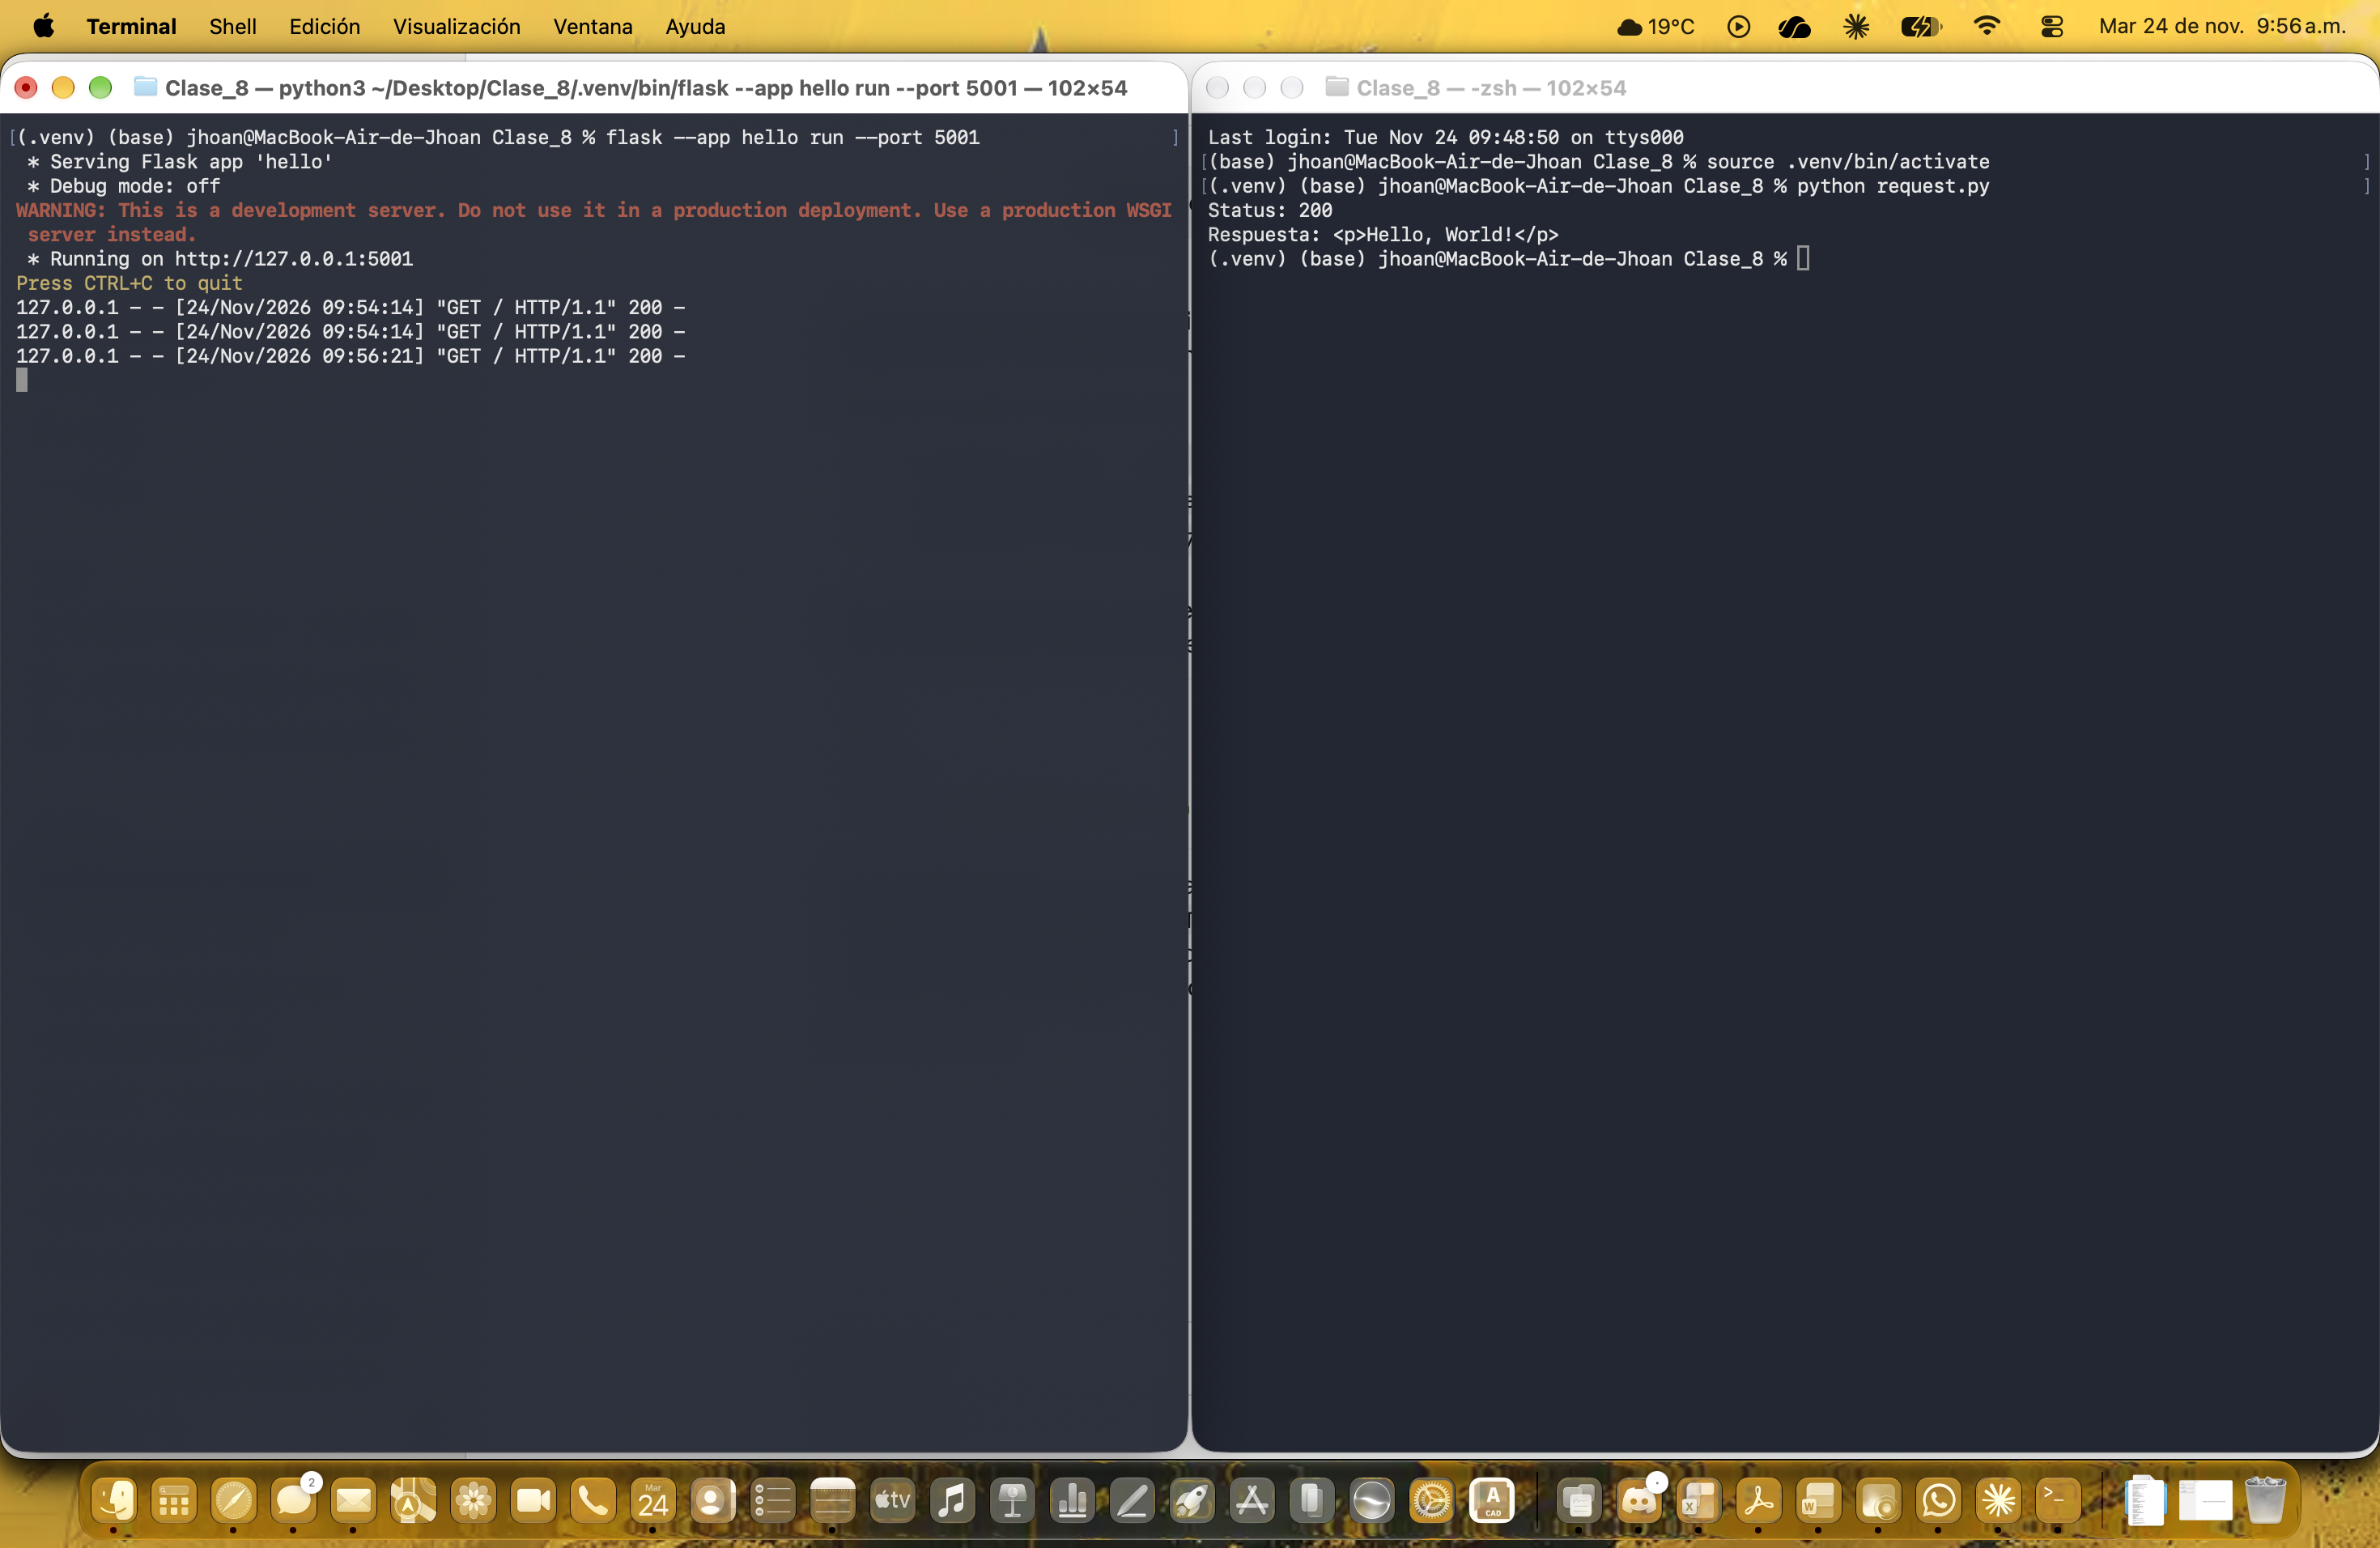 Terminal Shell Edición Visualización Ventana Ayuda 19°C Mar 24 de nov. 9:56 a.m.
Clase_8 — python3 ~/Desktop/Clase_8/.venv/bin/flask --app hello run --port 5001 — 102×54
[(.venv) (base) jhoan@MacBook-Air-de-Jhoan Clase_8 % flask --app hello run --port 5001 ]
* Serving Flask app 'hello'
* Debug mode: off
WARNING: This is a development server. Do not use it in a production deployment. Use a production WSGI
server instead.
* Running on http://127.0.0.1:5001
Press CTRL+C to quit
127.0.0.1 - - [24/Nov/2026 09:54:14] "GET / HTTP/1.1" 200 -
127.0.0.1 - - [24/Nov/2026 09:54:14] "GET / HTTP/1.1" 200 -
127.0.0.1 - - [24/Nov/2026 09:56:21] "GET / HTTP/1.1" 200 -
Clase_8 — -zsh — 102×54
Last login: Tue Nov 24 09:48:50 on ttys000
[(base) jhoan@MacBook-Air-de-Jhoan Clase_8 % source .venv/bin/activate ]
[(.venv) (base) jhoan@MacBook-Air-de-Jhoan Clase_8 % python request.py ]
Status: 200
Respuesta: <p>Hello, World!</p>
(.venv) (base) jhoan@MacBook-Air-de-Jhoan Clase_8 %
2
Mar
24
tv
A
CAD
X
W
>_